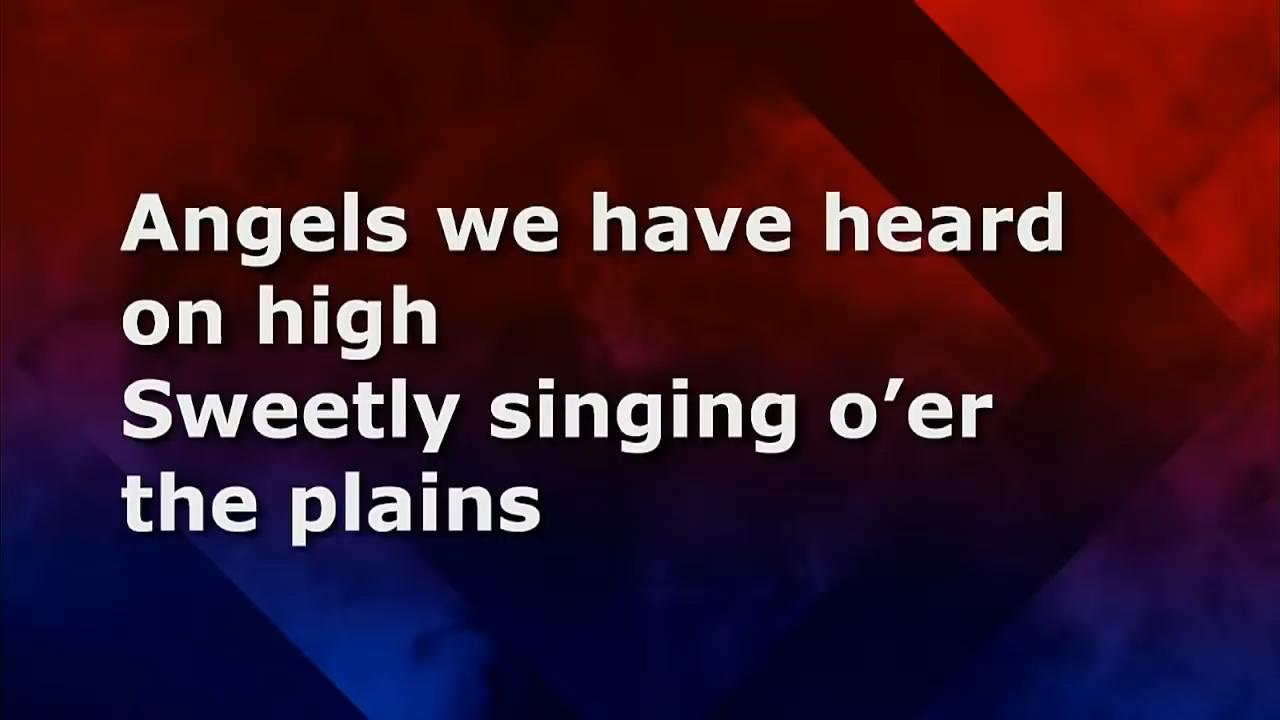 Angels we have heard
on high
Sweetly singing o’er
the plains